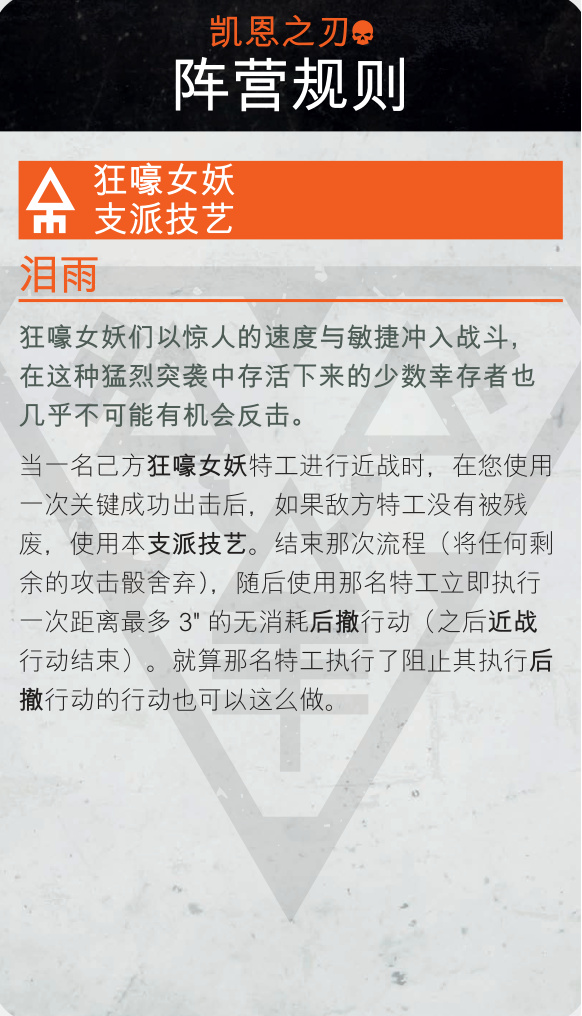 凯恩之刃
阵营规则
狂嚎女妖
支派技艺
泪雨
狂嚎女妖们以惊人的速度与敏捷冲入战斗，
在这种猛烈突袭中存活下来的少数幸存者也
几乎不可能有机会反击。
当一名己方狂嚎女妖特工进行近战时，在您使用
一次关键成功出击后，如果敌方特工没有被残
废，使用本支派技艺。结束那次流程（将任何剩
余的攻击骰舍弃），随后使用那名特工立即执行
一次距离最多 3" 的无消耗后撤行动（之后近战
行动结束）。就算那名特工执行了阻止其执行后
撤行动的行动也可以这么做。